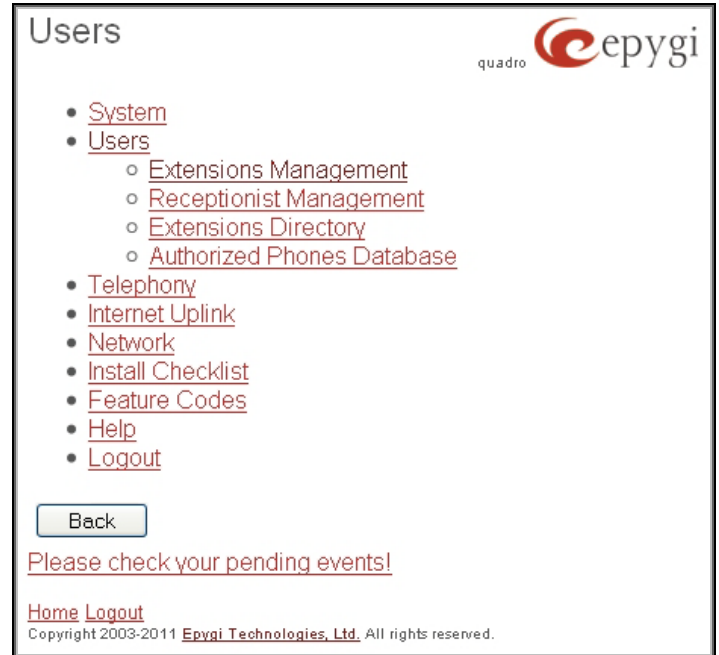 Users
quadro epygi
System
Users
Extensions Management
Receptionist Management
Extensions Directory
Authorized Phones Database
Telephony
Internet Uplink
Network
Install Checklist
Feature Codes
Help
Logout
Back
Please check your pending events!
Home Logout
Copyright 2003-2011 Epygi Technologies, Ltd. All rights reserved.